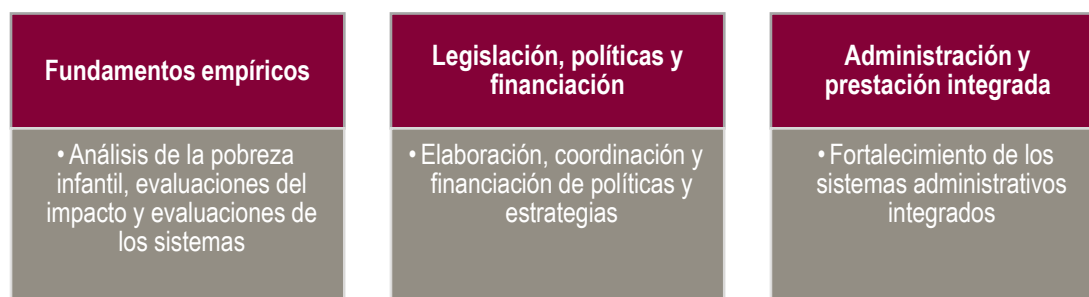 Fundamentos empíricos
• Análisis de la pobreza
infantil, evaluaciones del
impacto y evaluaciones de
los sistemas
Legislación, políticas y
financiación
• Elaboración, coordinación y
financiación de políticas y
estrategias
Administración y
prestación integrada
• Fortalecimiento de los
sistemas administrativos
integrados